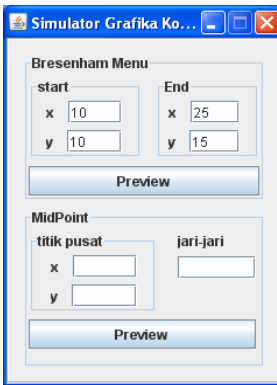 Simulator Grafika Ko...
Bresenham Menu
start End
x 10 x 25
y 10 y 15
Preview
MidPoint
titik pusat jari-jari
x
y
Preview